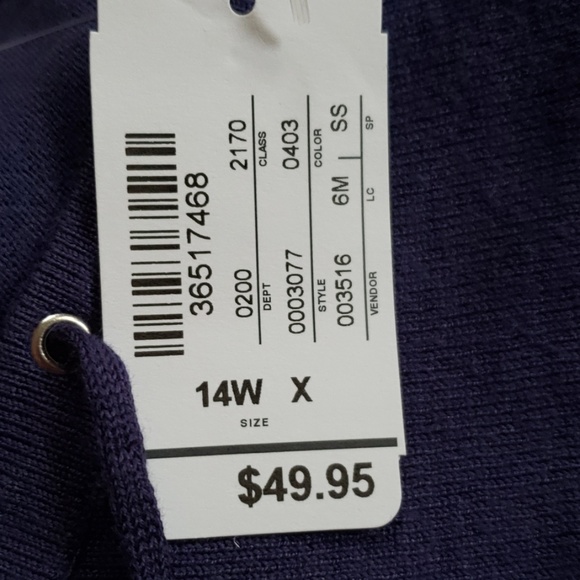 36517468
0200 2170
DEPT CLASS
0003077 0403
STYLE COLOR
003516 6M SS
VENDOR LC SP
14W X
SIZE
$49.95